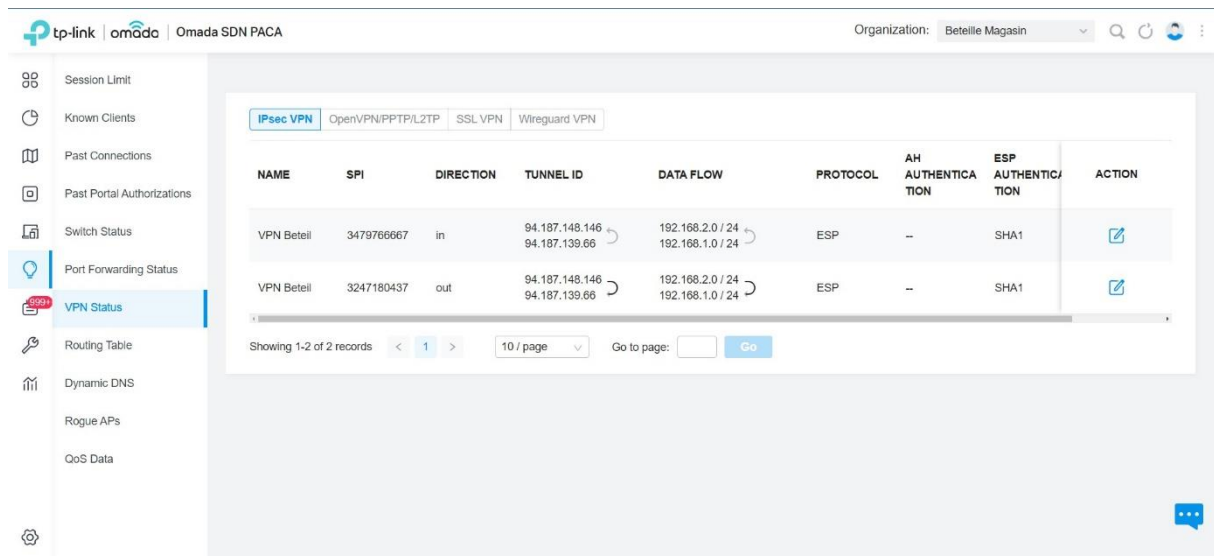 tp-link | omada | Omada SDN PACA
Organization: Beteille Magasin
Session Limit
Known Clients
Past Connections
Past Portal Authorizations
Switch Status
Port Forwarding Status
999+
VPN Status
Routing Table
Dynamic DNS
Rogue APs
QoS Data
IPsec VPN OpenVPN/PPTP/L2TP SSL VPN Wireguard VPN
NAME SPI DIRECTION TUNNEL ID DATA FLOW PROTOCOL AH AUTHENTICA TION ESP AUTHENTICA TION ACTION
VPN Beteil 3479766667 in 94.187.148.146 94.187.139.66 192.168.2.0 / 24 192.168.1.0 / 24 ESP -- SHA1
VPN Beteil 3247180437 out 94.187.148.146 94.187.139.66 192.168.2.0 / 24 192.168.1.0 / 24 ESP -- SHA1
Showing 1-2 of 2 records < 1 > 10 / page Go to page: Go